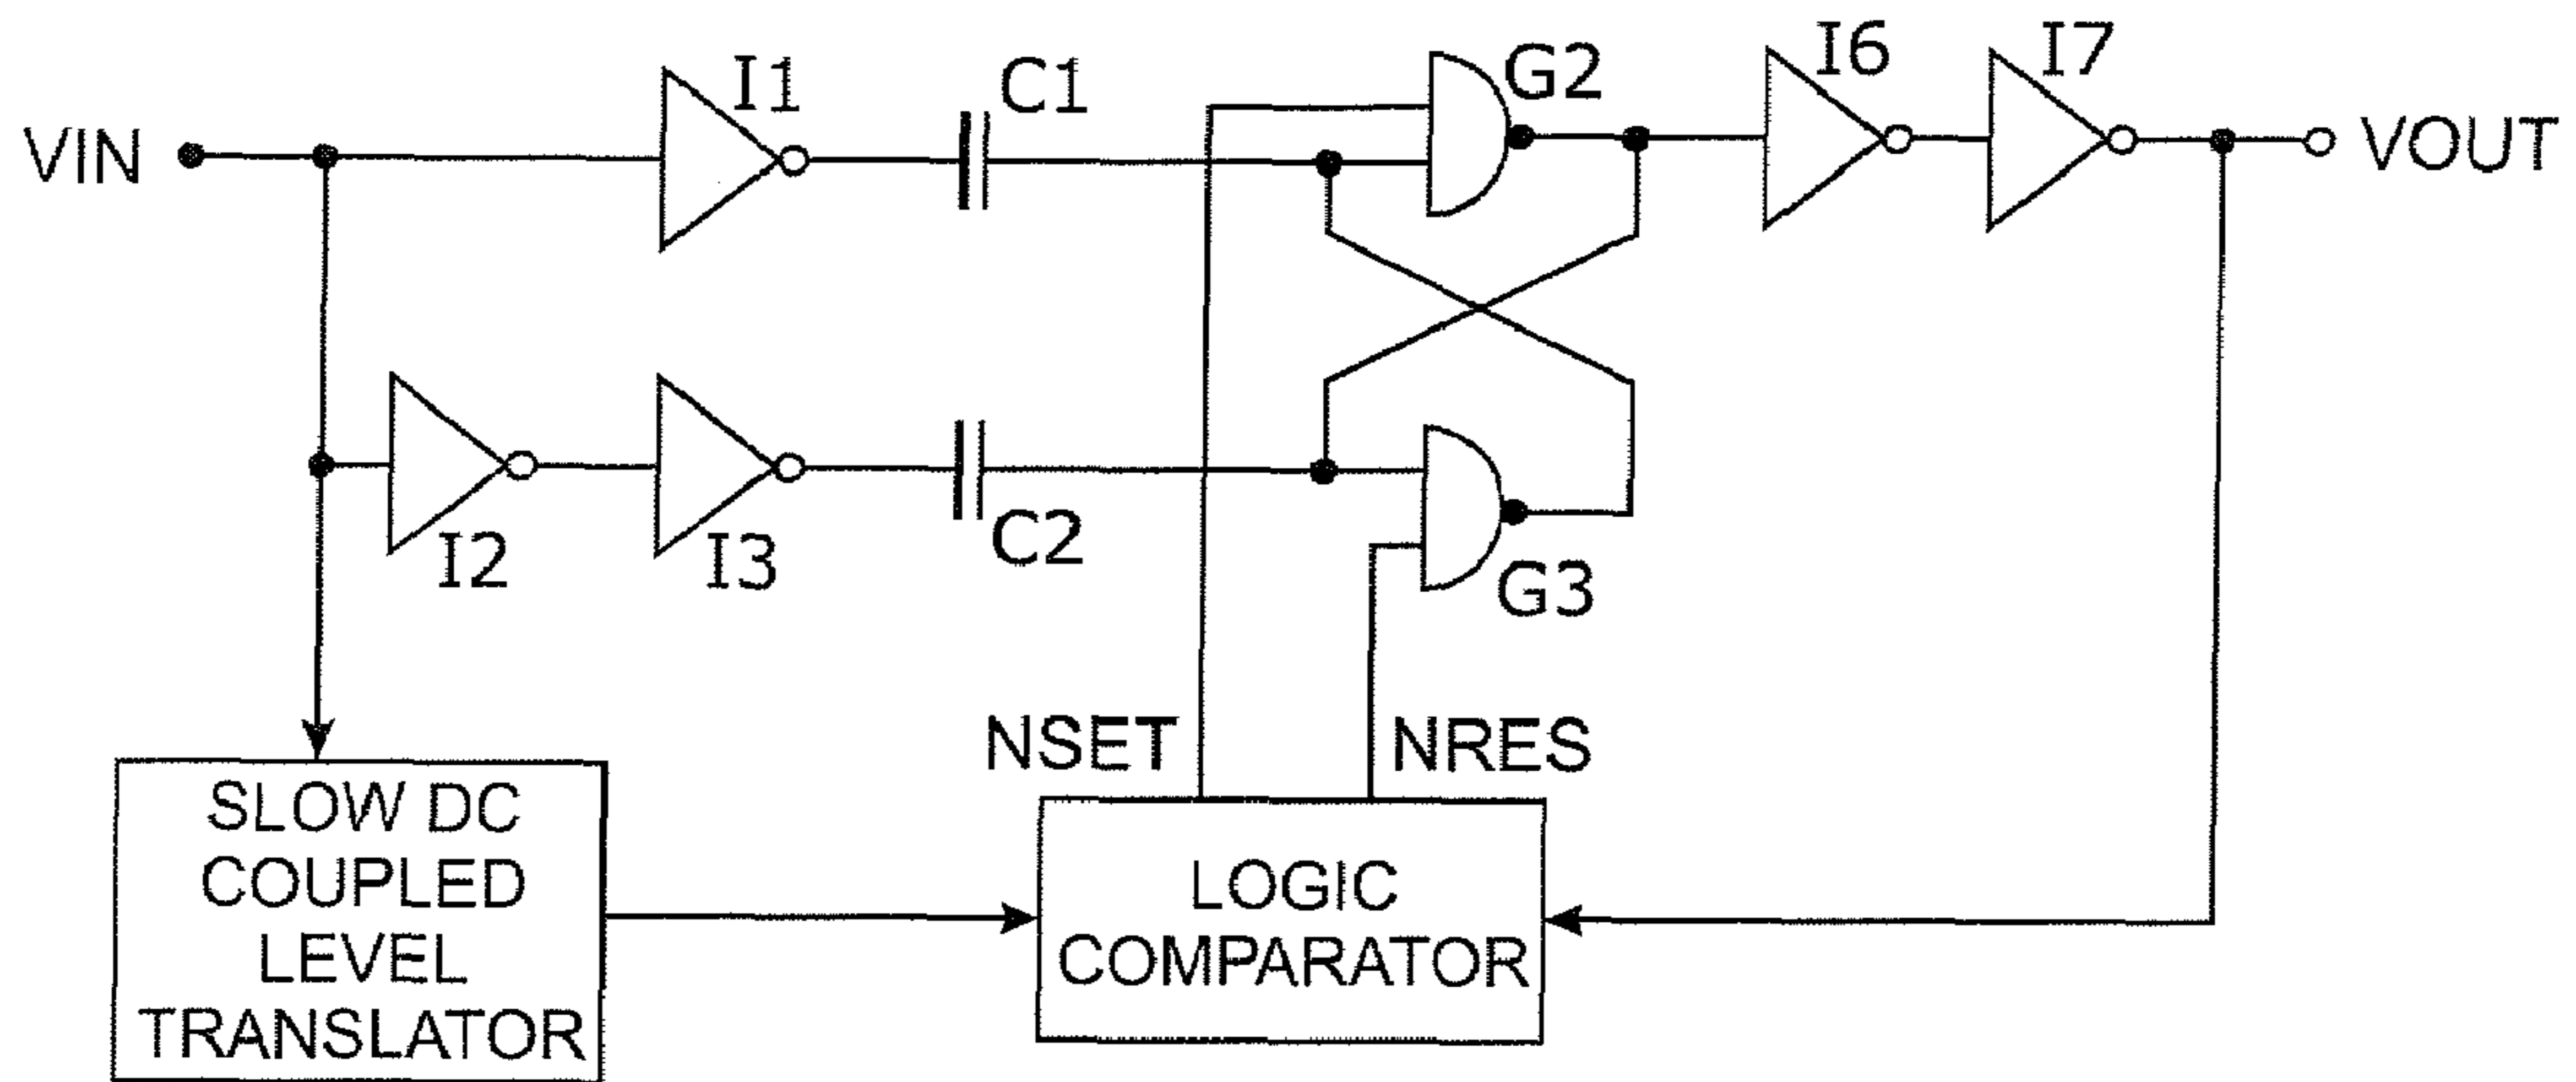 I1
C1
G2
I6
I7
VIN
VOUT
I2
I3
C2
G3
NSET
NRES
SLOW DC
COUPLED
LEVEL
TRANSLATOR
LOGIC
COMPARATOR